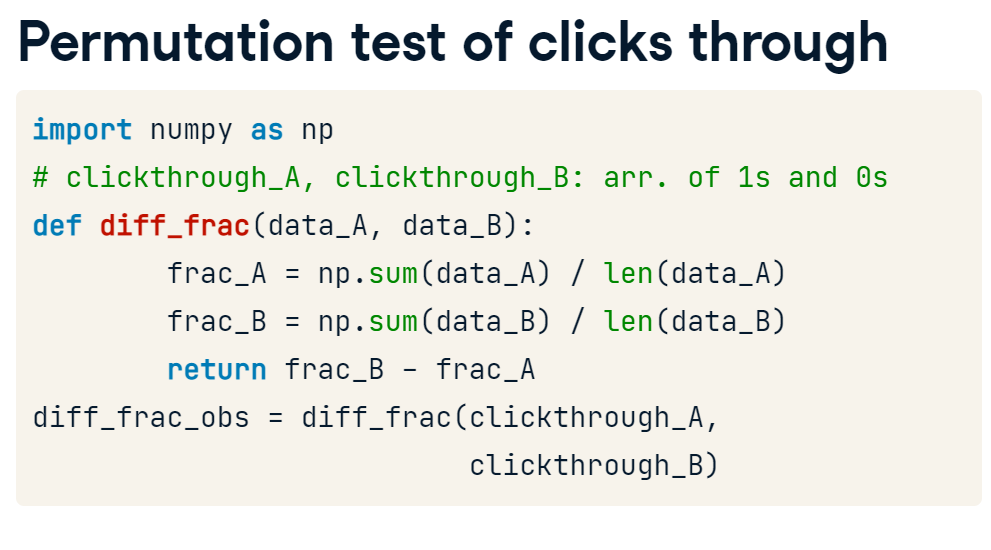 Permutation test of clicks through
import numpy as np
# clickthrough_A, clickthrough_B: arr. of 1s and 0s
def diff_frac(data_A, data_B):
        frac_A = np.sum(data_A) / len(data_A)
        frac_B = np.sum(data_B) / len(data_B)
        return frac_B - frac_A
diff_frac_obs = diff_frac(clickthrough_A,
                          clickthrough_B)